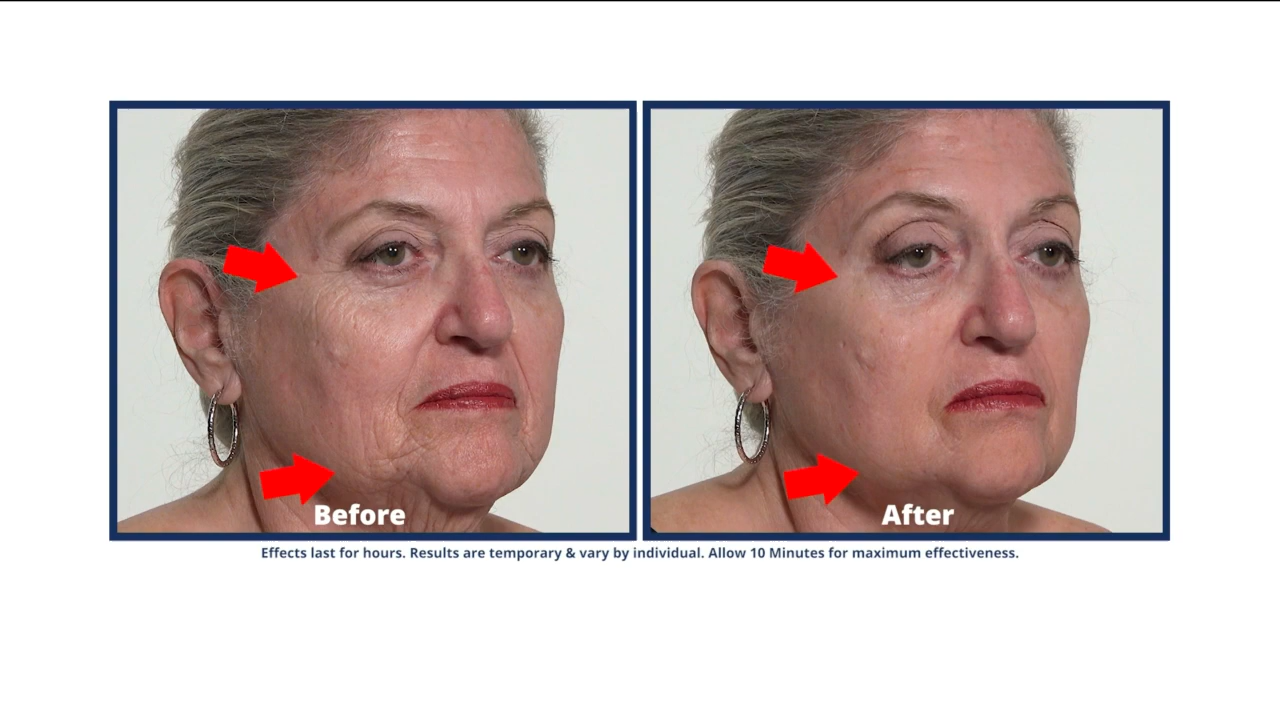 Before
After
Effects last for hours. Results are temporary & vary by individual. Allow 10 Minutes for maximum effectiveness.